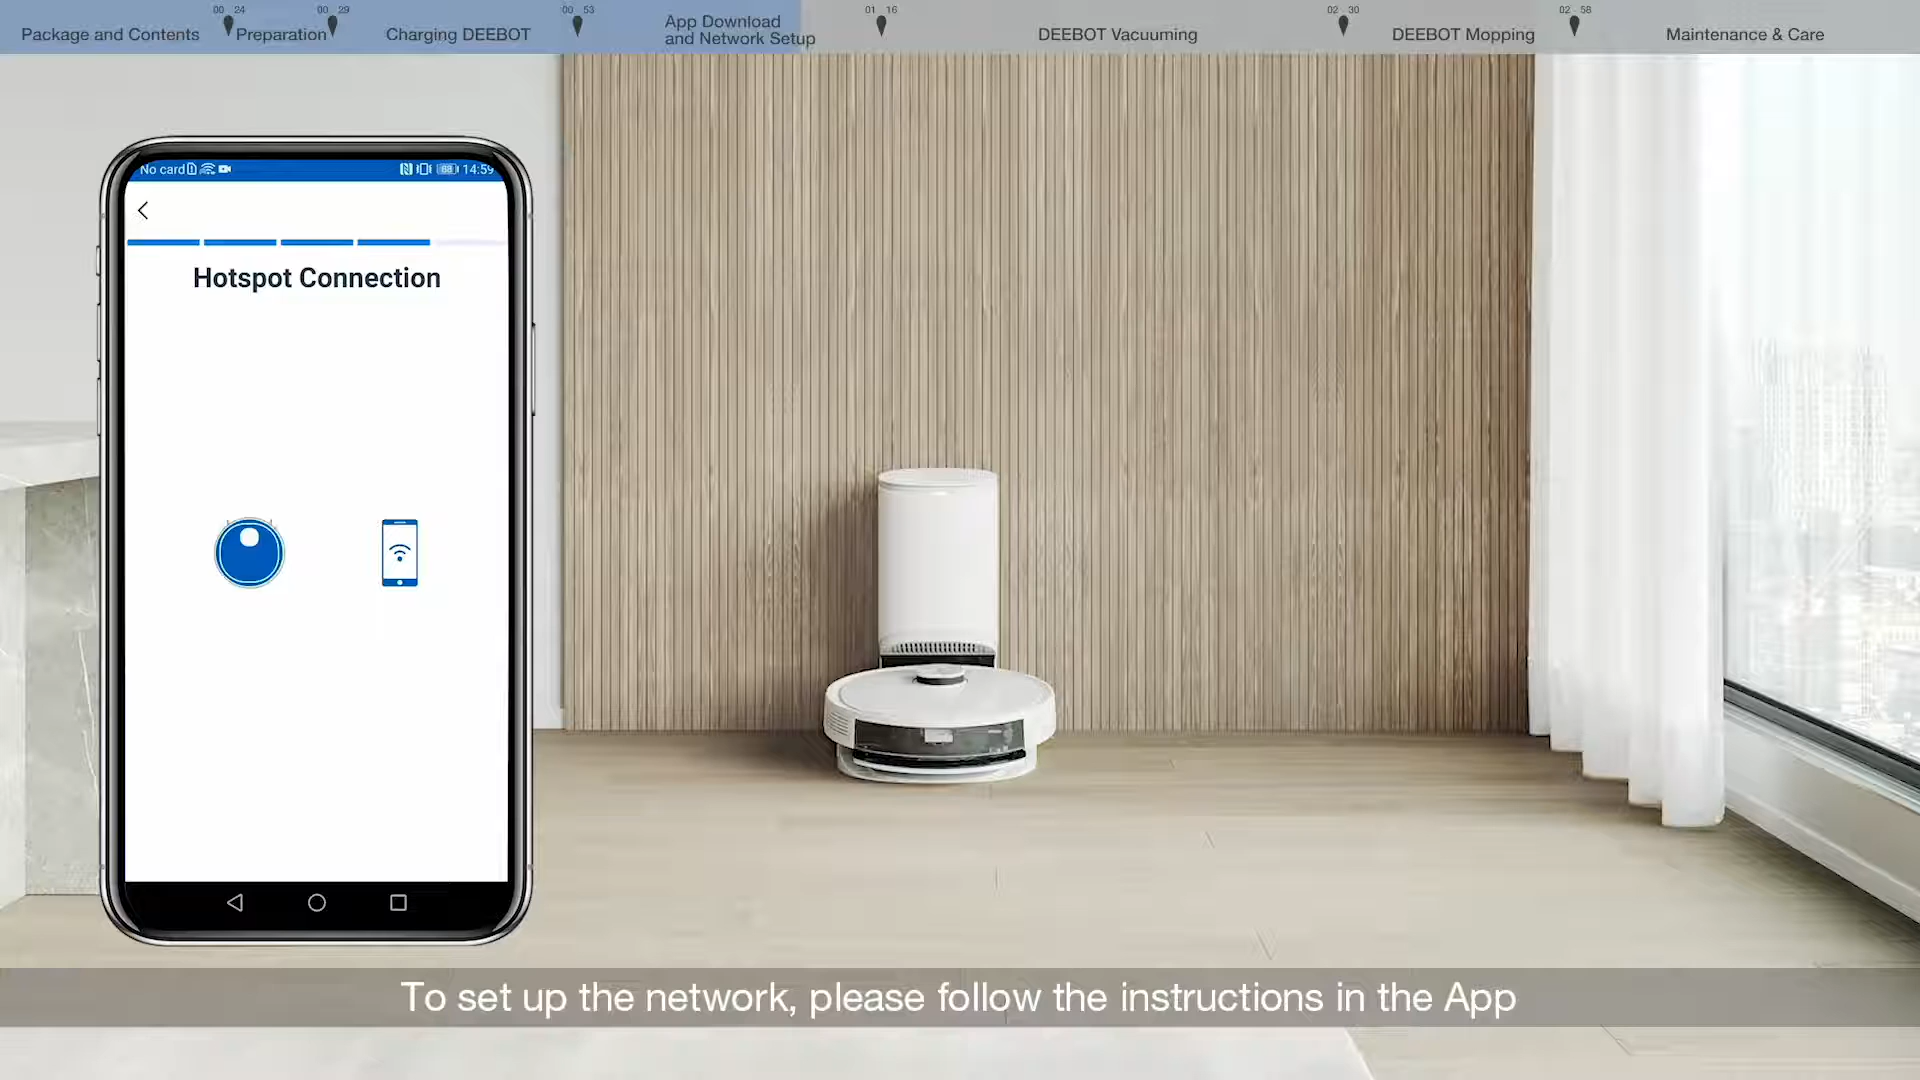 00 24
00 29
00 53
01 16
02 30
02 58
Package and Contents
Preparation
Charging DEEBOT
App Download
and Network Setup
DEEBOT Vacuuming
DEEBOT Mopping
Maintenance & Care
No card
88
14:59
Hotspot Connection
To set up the network, please follow the instructions in the App